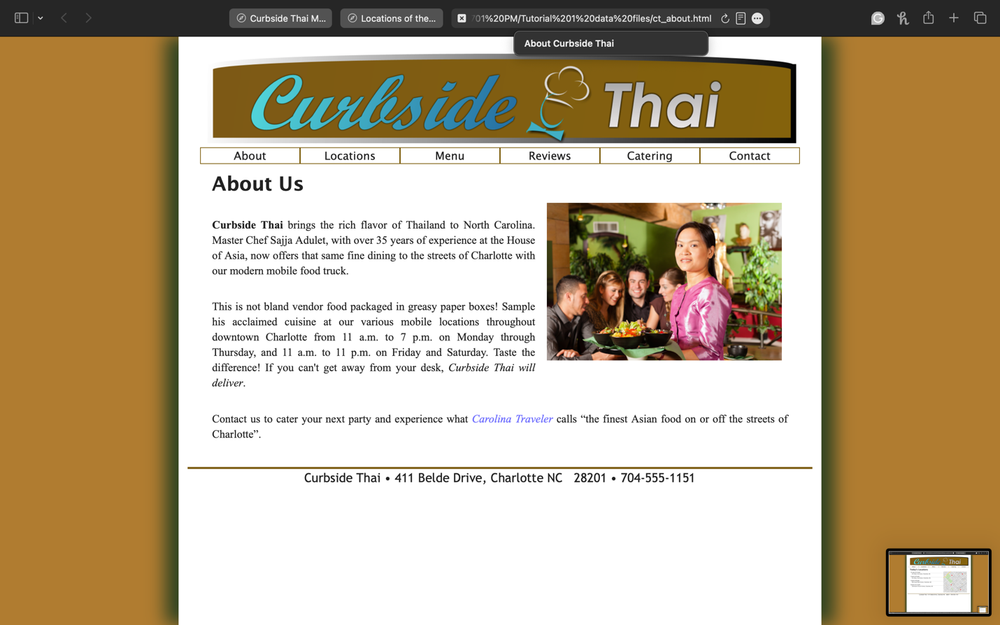 Curbside Thai M...
Locations of the...
701%20PM/Tutorial%201%20data%20files/ct_about.html
About Curbside Thai
Curbside Thai
About
Locations
Menu
Reviews
Catering
Contact
About Us
Curbside Thai brings the rich flavor of Thailand to North Carolina.
Master Chef Sajja Adulet, with over 35 years of experience at the House
of Asia, now offers that same fine dining to the streets of Charlotte with
our modern mobile food truck.
This is not bland vendor food packaged in greasy paper boxes! Sample
his acclaimed cuisine at our various mobile locations throughout
downtown Charlotte from 11 a.m. to 7 p.m. on Monday through
Thursday, and 11 a.m. to 11 p.m. on Friday and Saturday. Taste the
difference! If you can't get away from your desk, Curbside Thai will
deliver.
Contact us to cater your next party and experience what Carolina Traveler calls “the finest Asian food on or off the streets of
Charlotte”.
Curbside Thai • 411 Belde Drive, Charlotte NC 28201 • 704-555-1151
Curbside Thai
Today's Locations